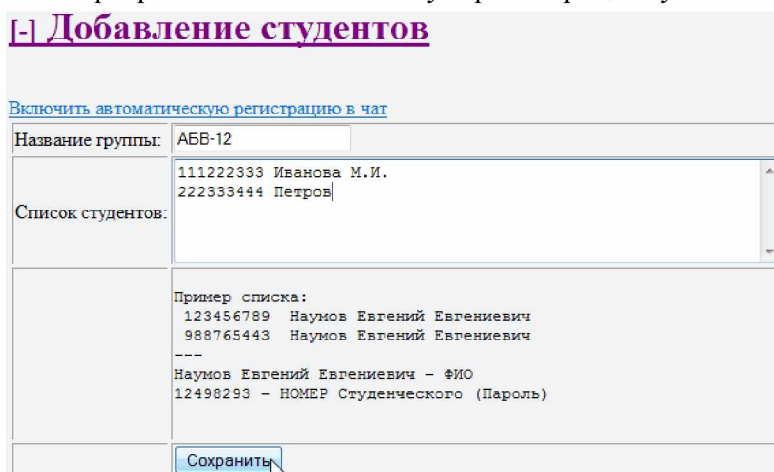 [-] Добавление студентов
Включить автоматическую регистрацию в чат
Название группы: АБВ-12
Список студентов:
111222333 Иванова М.И.
222333444 Петров
Пример списка:
123456789 Наумов Евгений Евгениевич
988765443 Наумов Евгений Евгениевич
---
Наумов Евгений Евгениевич - ФИО
12498293 - НОМЕР Студенческого (Пароль)
Сохранить